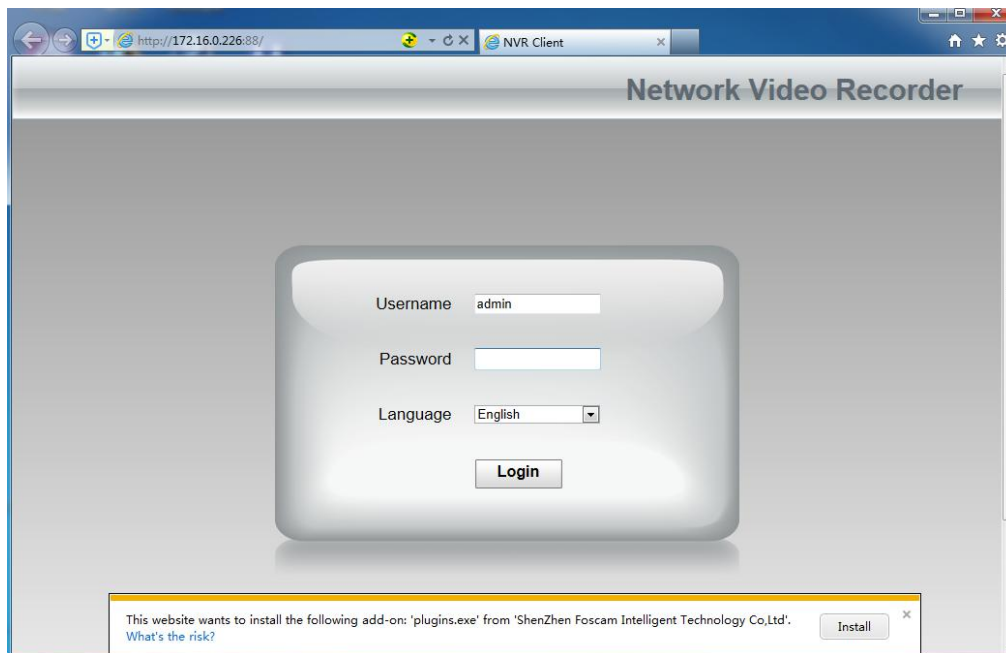 http://172.16.0.226:88/
NVR Client
Network Video Recorder
Username admin
Password
Language English
Login
This website wants to install the following add-on: 'plugins.exe' from 'ShenZhen Foscam Intelligent Technology Co,Ltd'.
What's the risk?
Install